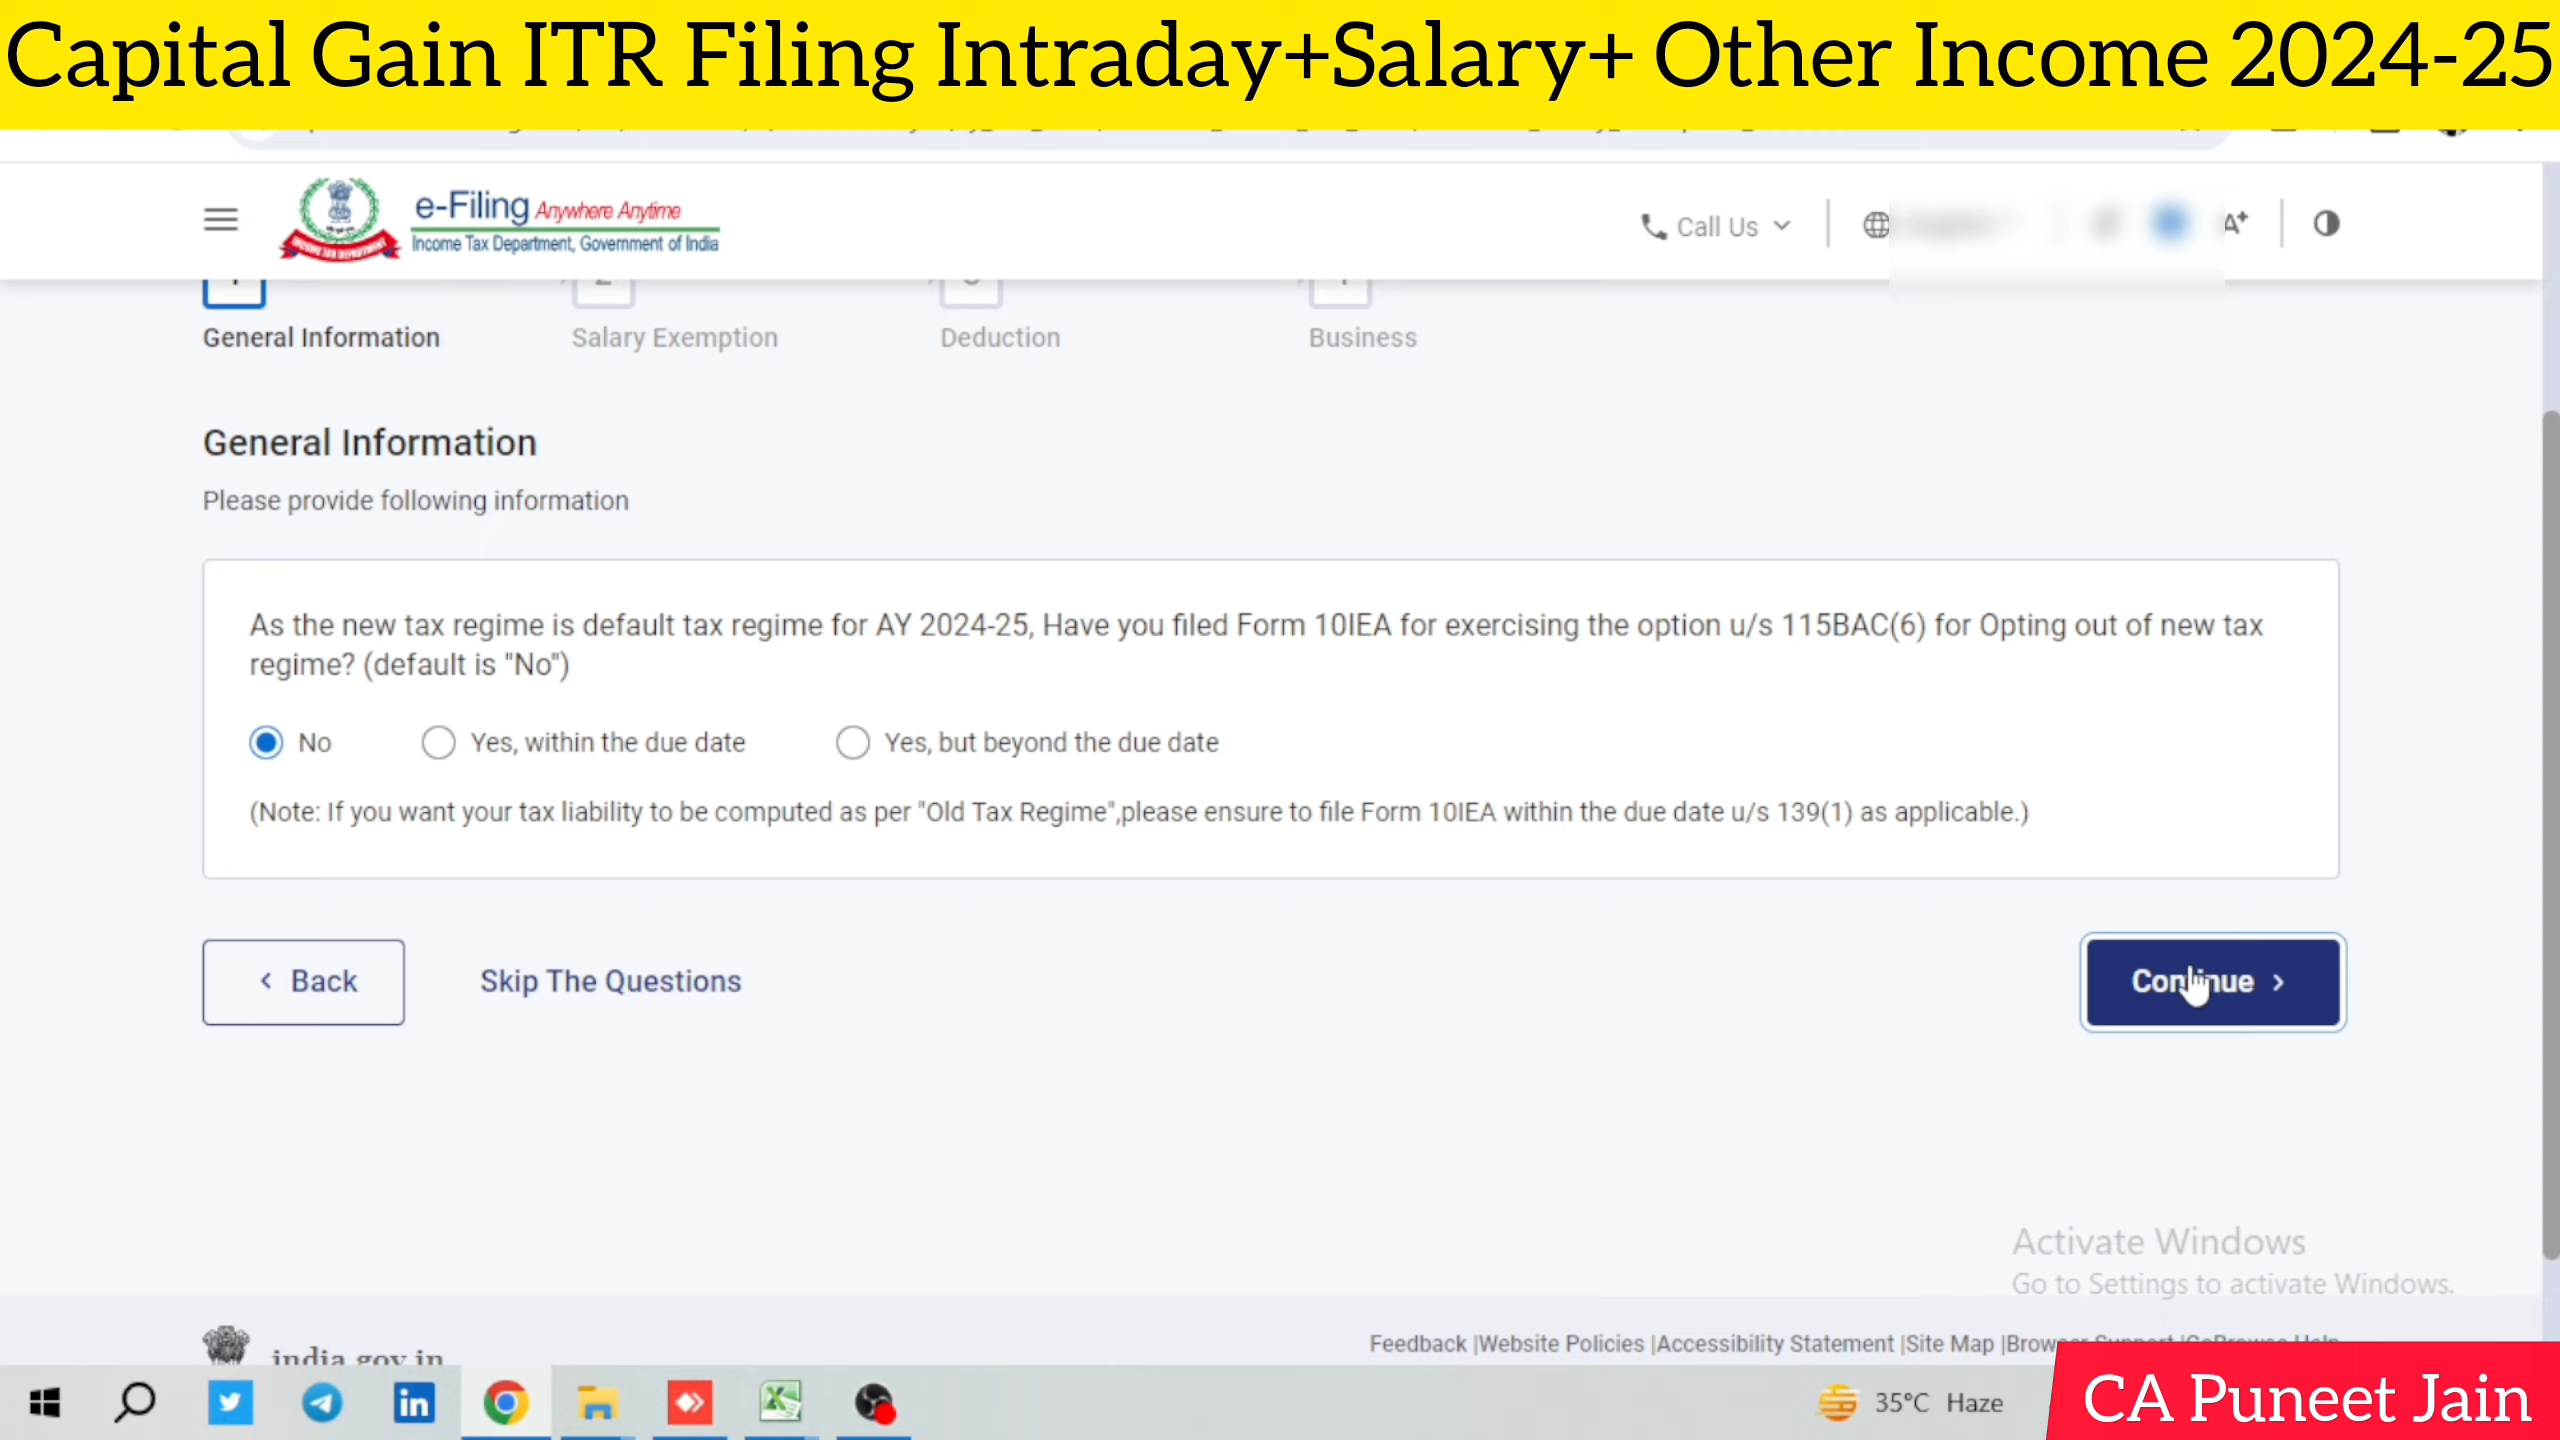 Capital Gain ITR Filing Intraday+Salary+ Other Income 2024-25
e-Filing Anywhere Anytime
Income Tax Department, Government of India
Call Us
A+
General Information
Salary Exemption
Deduction
Business
General Information
Please provide following information
As the new tax regime is default tax regime for AY 2024-25, Have you filed Form 10IEA for exercising the option u/s 115BAC(6) for Opting out of new tax
regime? (default is "No")
No
Yes, within the due date
Yes, but beyond the due date
(Note: If you want your tax liability to be computed as per "Old Tax Regime",please ensure to file Form 10IEA within the due date u/s 139(1) as applicable.)
< Back
Skip The Questions
Continue >
Activate Windows
Go to Settings to activate Windows.
india.gov.in
Feedback |Website Policies |Accessibility Statement |Site Map |Browser Support
35°C Haze
CA Puneet Jain